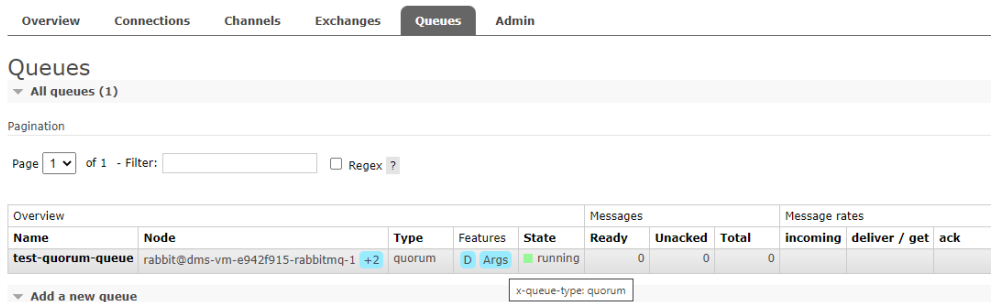 Overview Connections Channels Exchanges Queues Admin
Queues
All queues (1)
Pagination
Page 1 of 1 - Filter: Regex ?
Overview Messages Message rates
Name Node Type Features State Ready Unacked Total incoming deliver / get ack
test-quorum-queue rabbit@dms-vm-e942f915-rabbitmq-1 +2 quorum D Args running 0 0 0
x-queue-type: quorum
Add a new queue